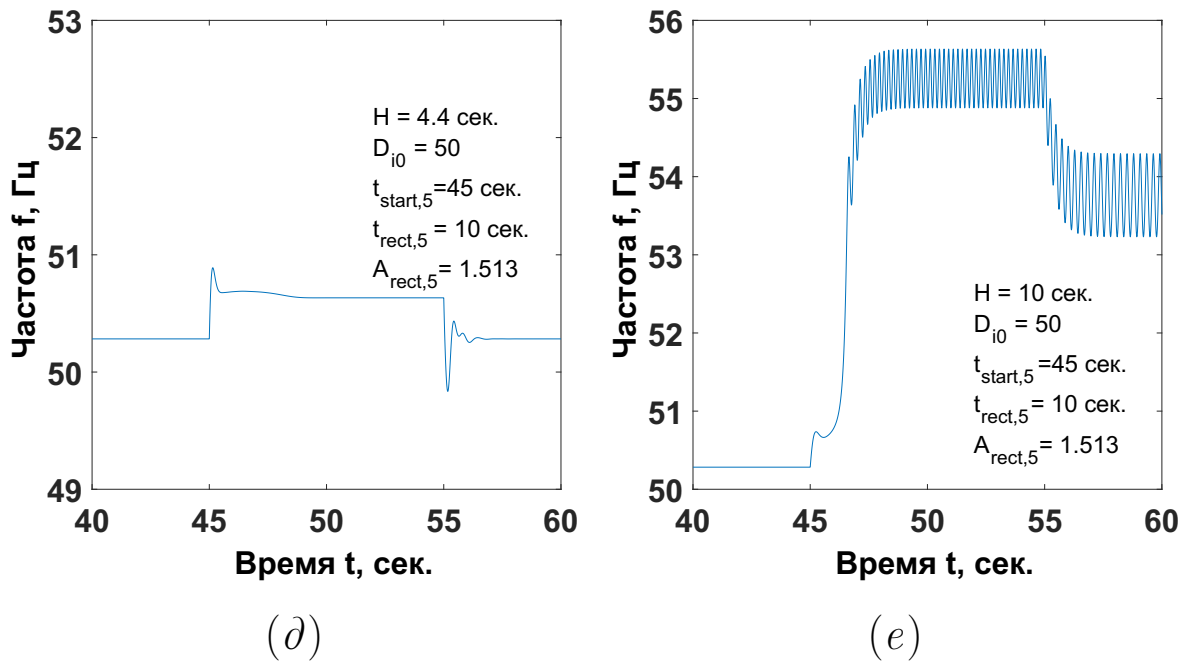 53
52
51
50
49
40 45 50 55 60
Частота f, Гц
Время t, сек.
H = 4.4 сек.
D_i0 = 50
t_start,5=45 сек.
t_rect,5 = 10 сек.
A_rect,5= 1.513
(д)
56
55
54
53
52
51
50
40 45 50 55 60
Частота f, Гц
Время t, сек.
H = 10 сек.
D_i0 = 50
t_start,5=45 сек.
t_rect,5= 10 сек.
A_rect,5= 1.513
(е)